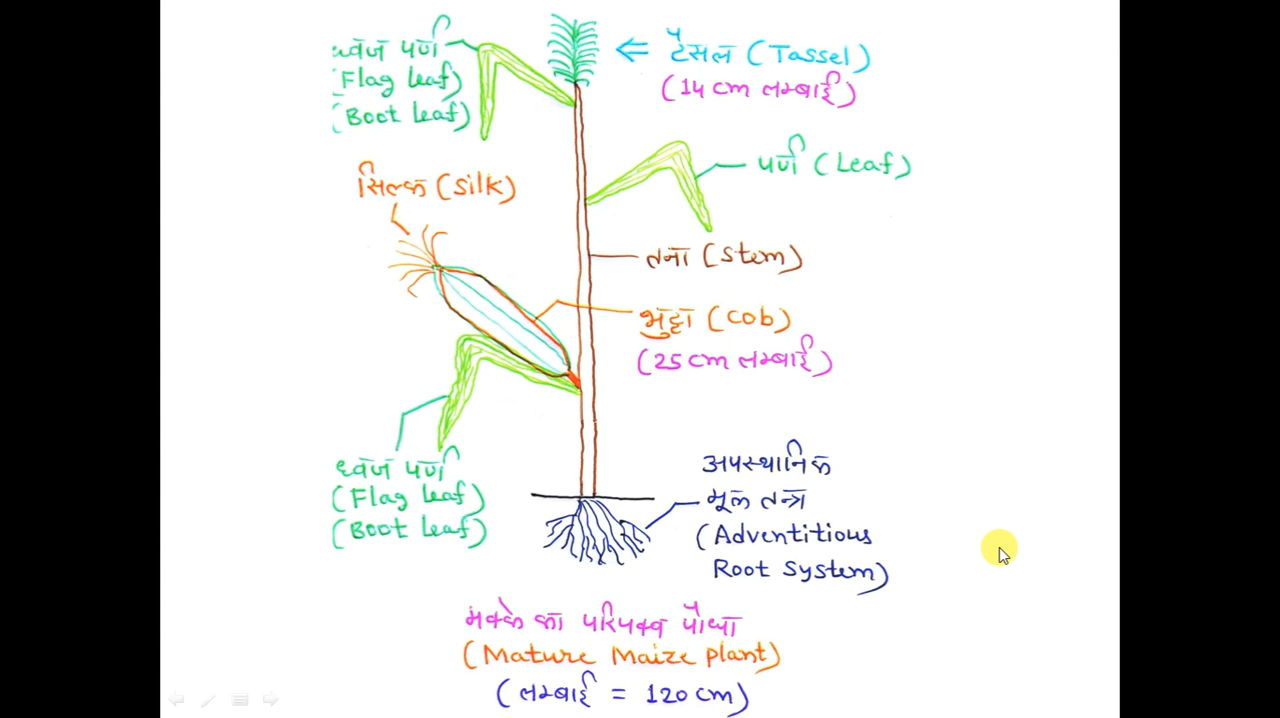 ध्वज पर्ण
(Flag leaf)
(Boot leaf)
टैसल (Tassel)
(14 cm लम्बाई)
पर्ण (Leaf)
सिल्क (Silk)
तना (Stem)
भुट्टा (Cob)
(25 cm लम्बाई)
ध्वज पर्ण
(Flag leaf)
(Boot leaf)
अपस्थानिक
मूल तन्त्र
(Adventitious
Root System)
मक्के का परिपक्व पौधा
(Mature Maize plant)
(लम्बाई = 120 cm)